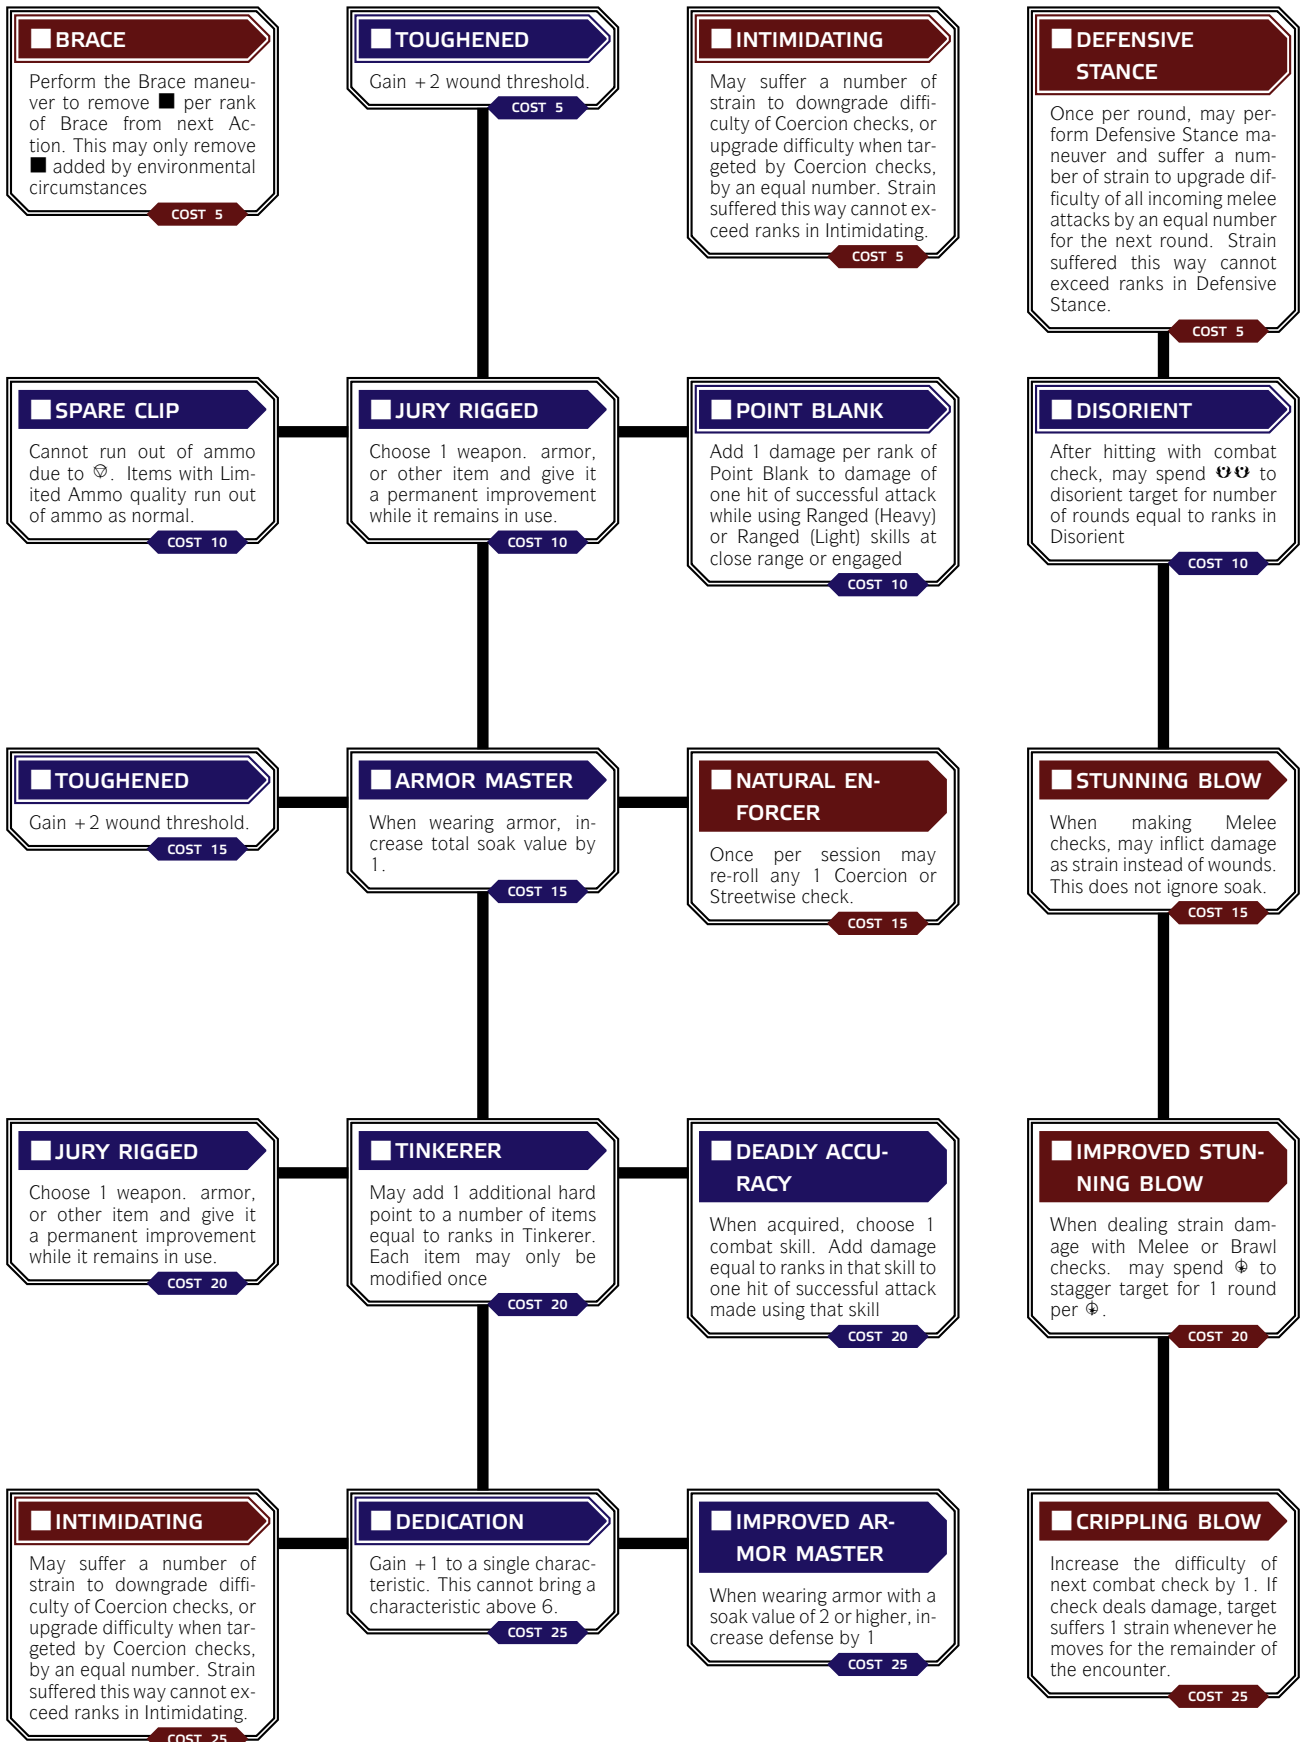 BRACE
Perform the Brace maneu-
ver to remove ■ per rank
of Brace from next Ac-
tion. This may only remove
■ added by environmental
circumstances
COST 5
TOUGHENED
Gain +2 wound threshold.
COST 5
INTIMIDATING
May suffer a number of
strain to downgrade diffi-
culty of Coercion checks, or
upgrade difficulty when tar-
geted by Coercion checks,
by an equal number. Strain
suffered this way cannot ex-
ceed ranks in Intimidating.
COST 5
DEFENSIVE
STANCE
Once per round, may per-
form Defensive Stance ma-
neuver and suffer a num-
ber of strain to upgrade dif-
ficulty of all incoming melee
attacks by an equal number
for the next round. Strain
suffered this way cannot
exceed ranks in Defensive
Stance.
COST 5
SPARE CLIP
Cannot run out of ammo
due to . Items with Lim-
ited Ammo quality run out
of ammo as normal.
COST 10
JURY RIGGED
Choose 1 weapon. armor,
or other item and give it
a permanent improvement
while it remains in use.
COST 10
POINT BLANK
Add 1 damage per rank of
Point Blank to damage of
one hit of successful attack
while using Ranged (Heavy)
or Ranged (Light) skills at
close range or engaged
COST 10
DISORIENT
After hitting with combat
check, may spend to
disorient target for number
of rounds equal to ranks in
Disorient
COST 10
TOUGHENED
Gain +2 wound threshold.
COST 15
ARMOR MASTER
When wearing armor, in-
crease total soak value by
1.
COST 15
NATURAL EN-
FORCER
Once per session may
re-roll any 1 Coercion or
Streetwise check.
COST 15
STUNNING BLOW
When making Melee
checks, may inflict damage
as strain instead of wounds.
This does not ignore soak.
COST 15
JURY RIGGED
Choose 1 weapon. armor,
or other item and give it
a permanent improvement
while it remains in use.
COST 20
TINKERER
May add 1 additional hard
point to a number of items
equal to ranks in Tinkerer.
Each item may only be
modified once
COST 20
DEADLY ACCU-
RACY
When acquired, choose 1
combat skill. Add damage
equal to ranks in that skill to
one hit of successful attack
made using that skill
COST 20
IMPROVED STUN-
NING BLOW
When dealing strain dam-
age with Melee or Brawl
checks. may spend to
stagger target for 1 round
per .
COST 20
INTIMIDATING
May suffer a number of
strain to downgrade diffi-
culty of Coercion checks, or
upgrade difficulty when tar-
geted by Coercion checks,
by an equal number. Strain
suffered this way cannot ex-
ceed ranks in Intimidating.
COST 25
DEDICATION
Gain +1 to a single charac-
teristic. This cannot bring a
characteristic above 6.
COST 25
IMPROVED AR-
MOR MASTER
When wearing armor with a
soak value of 2 or higher, in-
crease defense by 1
COST 25
CRIPPLING BLOW
Increase the difficulty of
next combat check by 1. If
check deals damage, target
suffers 1 strain whenever he
moves for the remainder of
the encounter.
COST 25